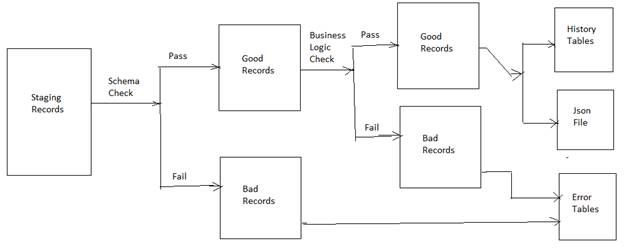 Staging
Records
Schema
Check
Pass
Fail
Good
Records
Bad
Records
Business
Logic
Check
Pass
Fail
Good
Records
Bad
Records
History
Tables
Json
File
Error
Tables